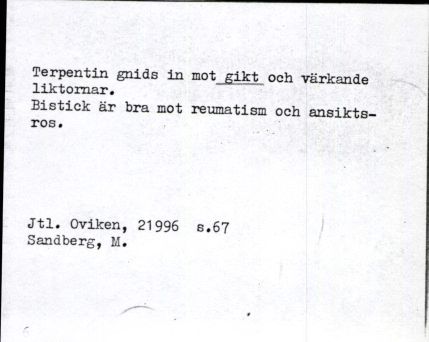 Terpentin gnids in mot gikt och värkande
liktornar.
Bistick är bra mot reumatism och ansikts-
ros.
Jtl. Oviken, 21996 s.67
Sandberg, M.